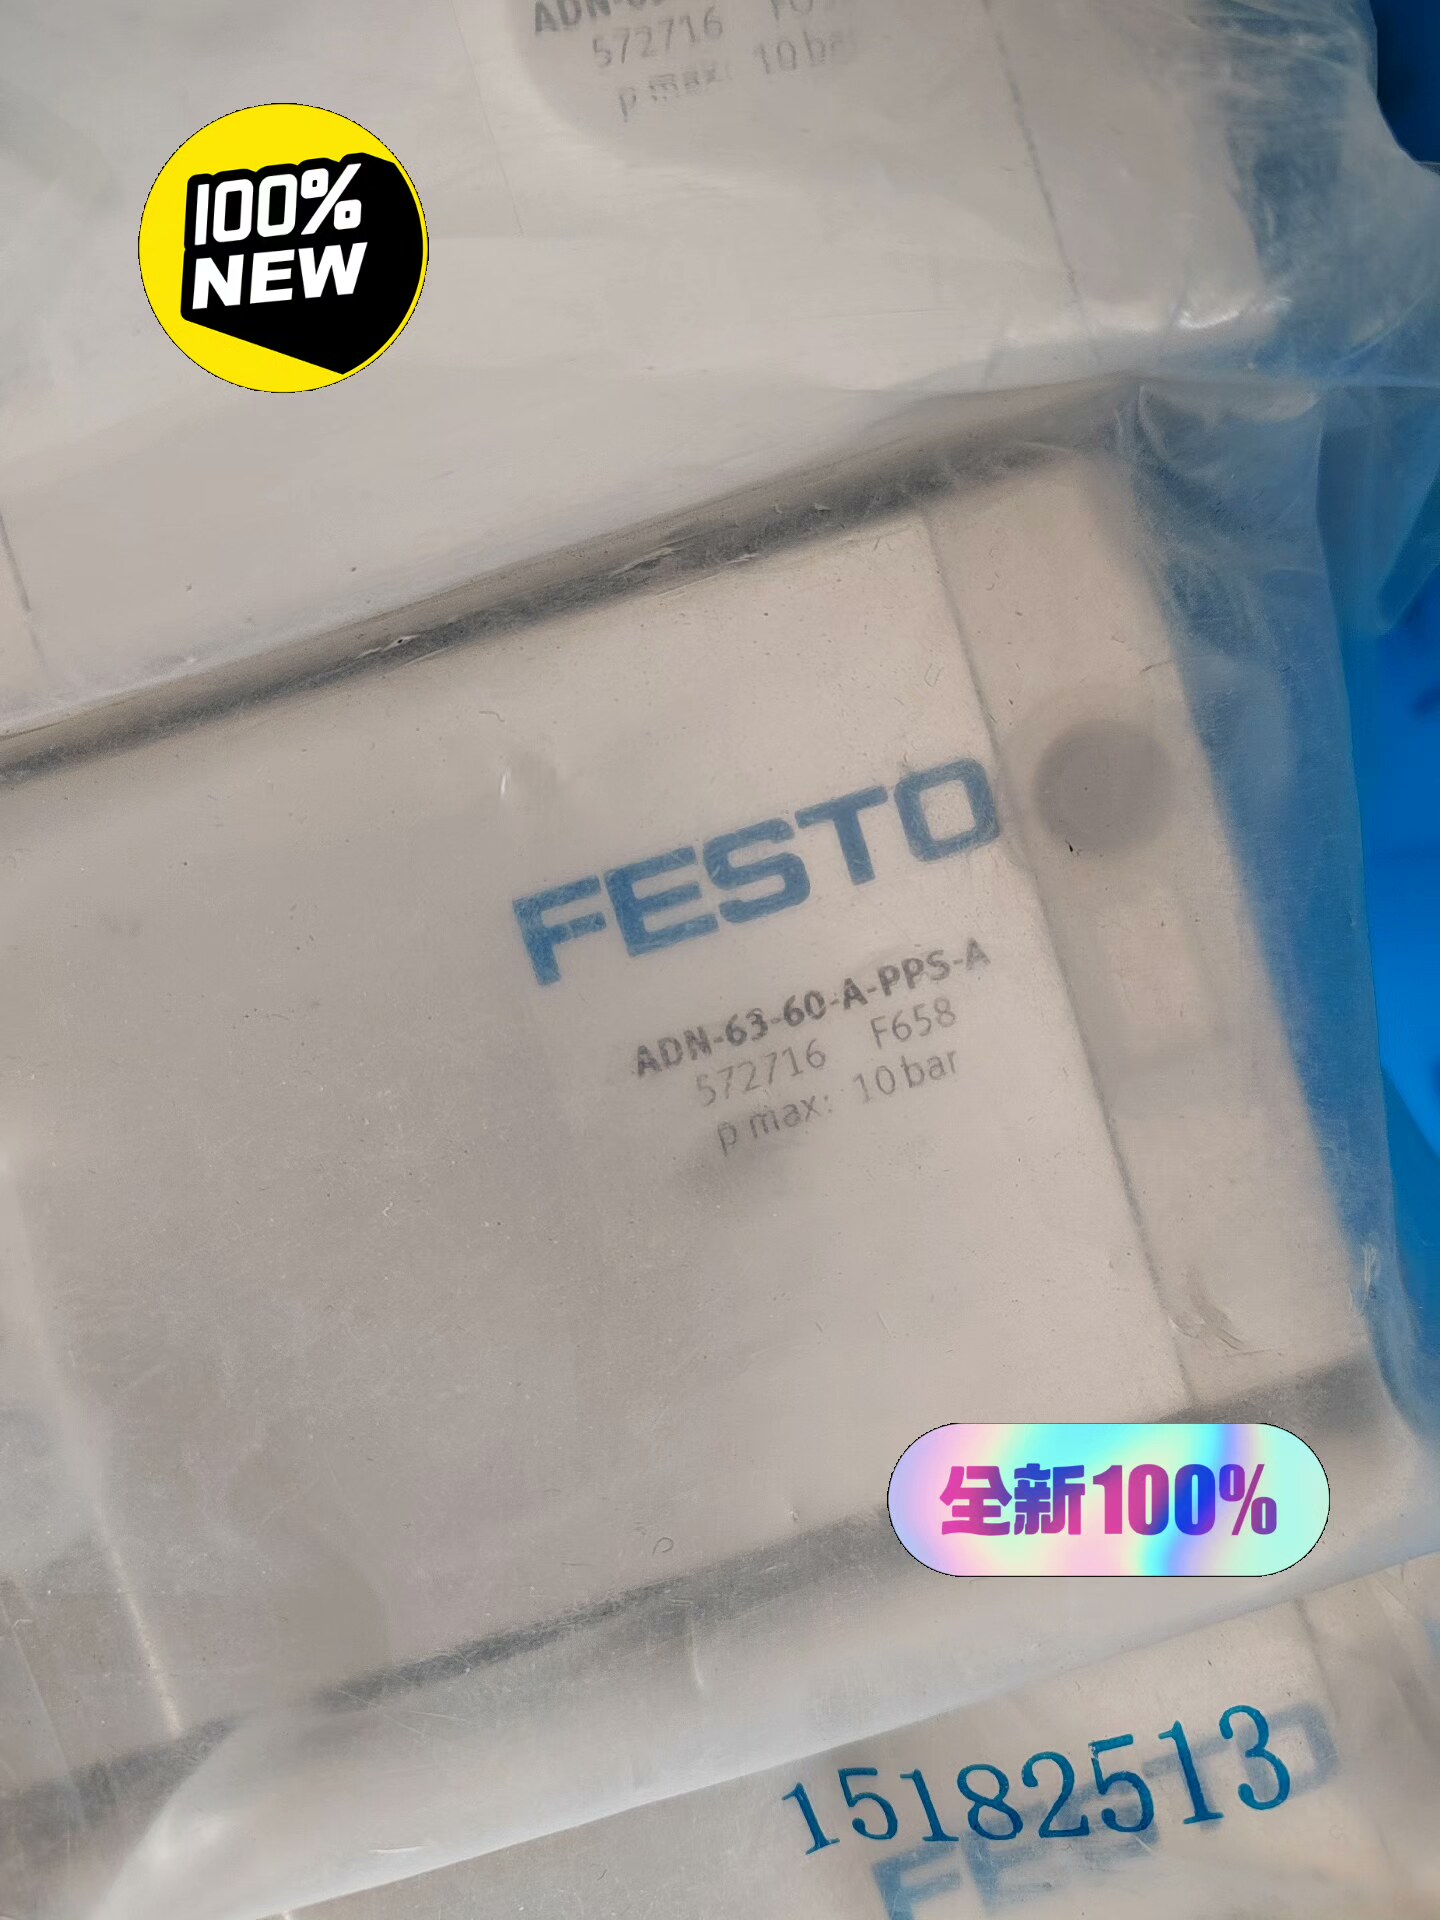 572716
p max: 10 bar
100%
NEW
FESTO
ADN-63-60-A-PPS-A
572716 F658
p max: 10 bar
全新100%
15182513
FESTO